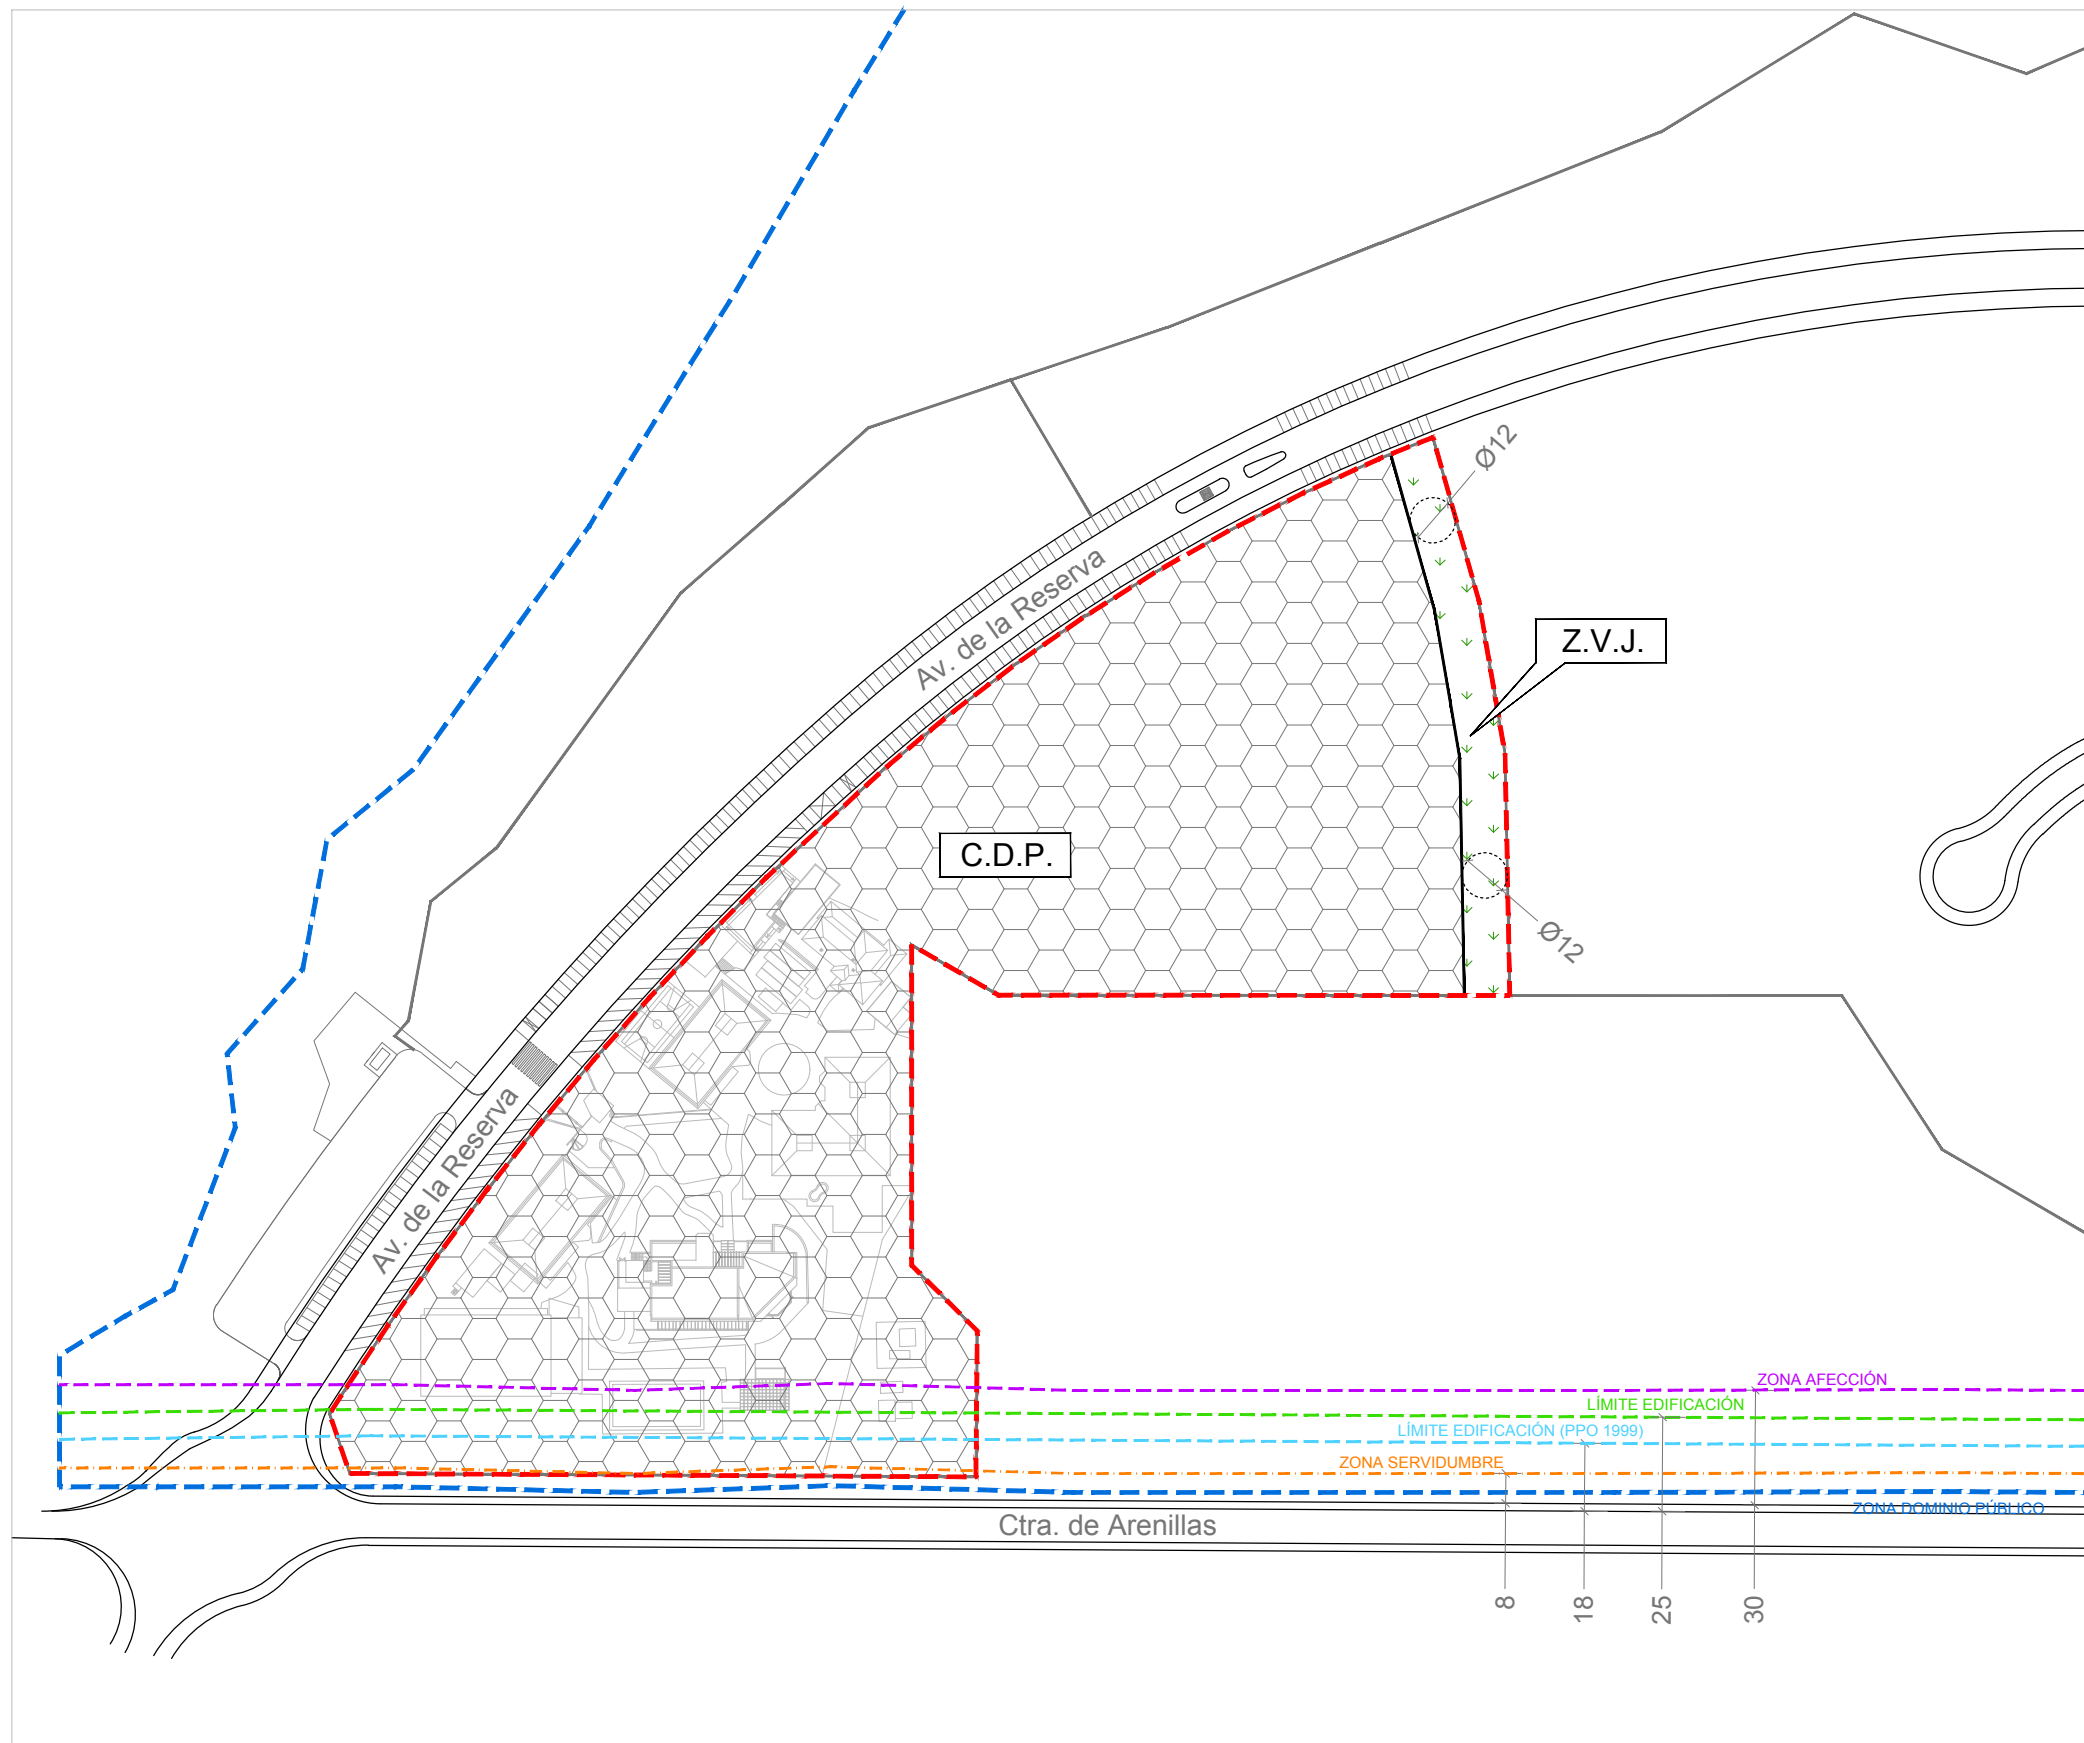 Ø12
Av. de la Reserva
Z.V.J.
C.D.P.
Ø12
Av. de la Reserva
ZONA AFECCIÓN
LÍMITE EDIFICACIÓN
LÍMITE EDIFICACIÓN (PPO 1999)
ZONA SERVIDUMBRE
ZONA DOMINIO PÚBLICO
Ctra. de Arenillas
8
18
25
30